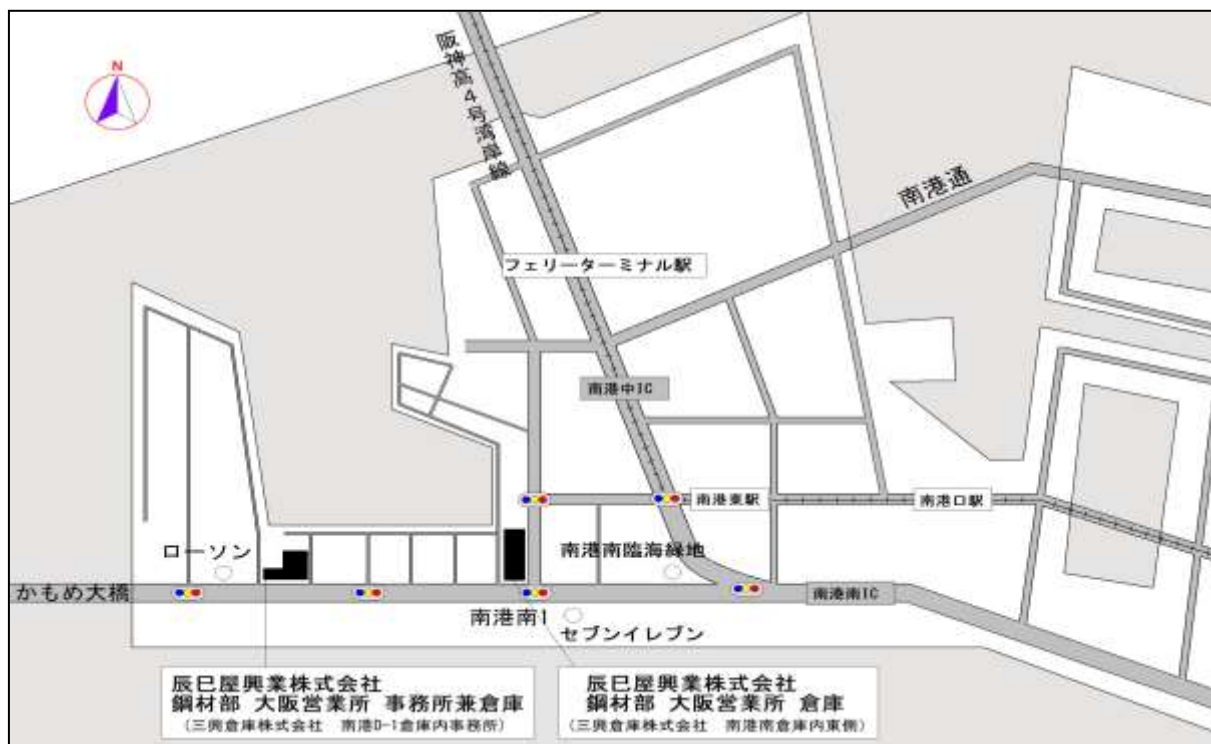 N
阪神高4号湾岸線
南港通
フェリーターミナル駅
南港中IC
南港東駅
南港口駅
ローソン
南港南臨海緑地
かもめ大橋
南港南IC
南港南1
セブンイレブン
辰巳屋興業株式会社
鋼材部 大阪営業所 事務所兼倉庫
(三興倉庫株式会社 南港D-1倉庫内事務所)
辰巳屋興業株式会社
鋼材部 大阪営業所 倉庫
(三興倉庫株式会社 南港南倉庫内東側)